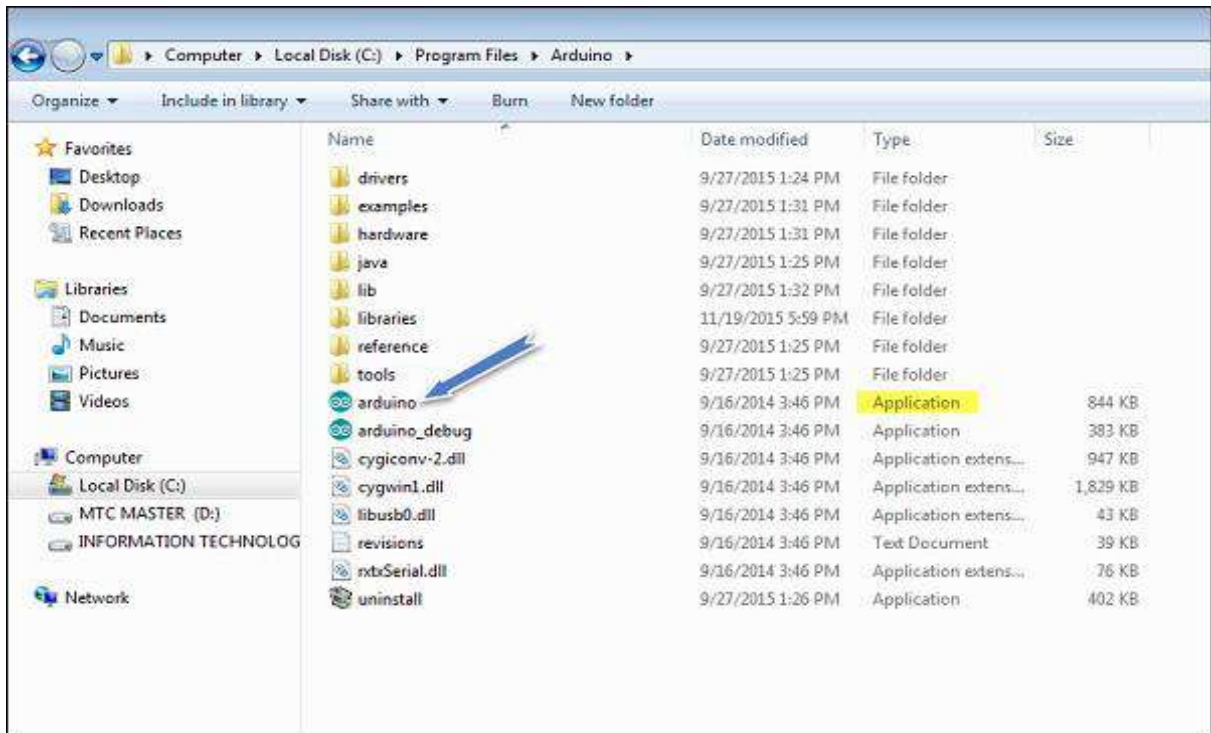 Computer Local Disk (C:) Program Files Arduino
Organize Include in library Share with Burn New folder
Favorites
Desktop
Downloads
Recent Places
Libraries
Documents
Music
Pictures
Videos
Computer
Local Disk (C:)
MTC MASTER (D:)
INFORMATION TECHNOLOG
Network
Name Date modified Type Size
drivers 9/27/2015 1:24 PM File folder
examples 9/27/2015 1:31 PM File folder
hardware 9/27/2015 1:31 PM File folder
java 9/27/2015 1:25 PM File folder
lib 9/27/2015 1:32 PM File folder
libraries 11/19/2015 5:59 PM File folder
reference 9/27/2015 1:25 PM File folder
tools 9/27/2015 1:25 PM File folder
arduino 9/16/2014 3:46 PM Application 844 KB
arduino_debug 9/16/2014 3:46 PM Application 383 KB
cygiconv-2.dll 9/16/2014 3:46 PM Application extens... 947 KB
cygwin1.dll 9/16/2014 3:46 PM Application extens... 1,829 KB
libusb0.dll 9/16/2014 3:46 PM Application extens... 43 KB
revisions 9/16/2014 3:46 PM Text Document 39 KB
rxtxSerial.dll 9/16/2014 3:46 PM Application extens... 76 KB
uninstall 9/27/2015 1:26 PM Application 402 KB